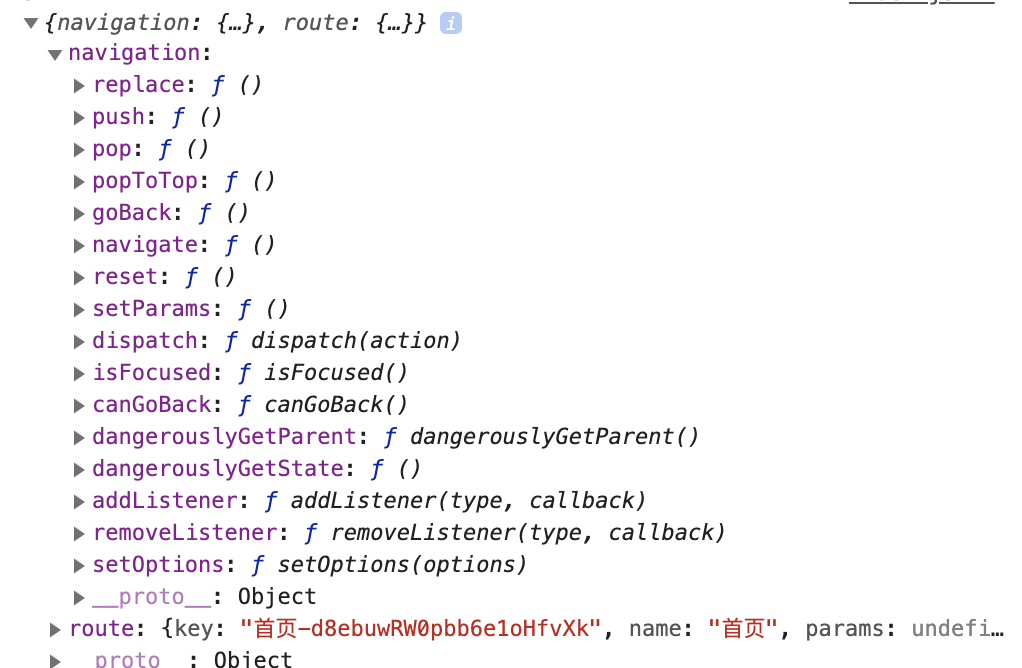 {navigation: {…}, route: {…}} i
navigation:
replace: ƒ ()
push: ƒ ()
pop: ƒ ()
popToTop: ƒ ()
goBack: ƒ ()
navigate: ƒ ()
reset: ƒ ()
setParams: ƒ ()
dispatch: ƒ dispatch(action)
isFocused: ƒ isFocused()
canGoBack: ƒ canGoBack()
dangerouslyGetParent: ƒ dangerouslyGetParent()
dangerouslyGetState: ƒ ()
addListener: ƒ addListener(type, callback)
removeListener: ƒ removeListener(type, callback)
setOptions: ƒ setOptions(options)
__proto__: Object
route: {key: "首页-d8ebuwRW0pbb6e1oHfvXk", name: "首页", params: undefi…
__proto__: Object